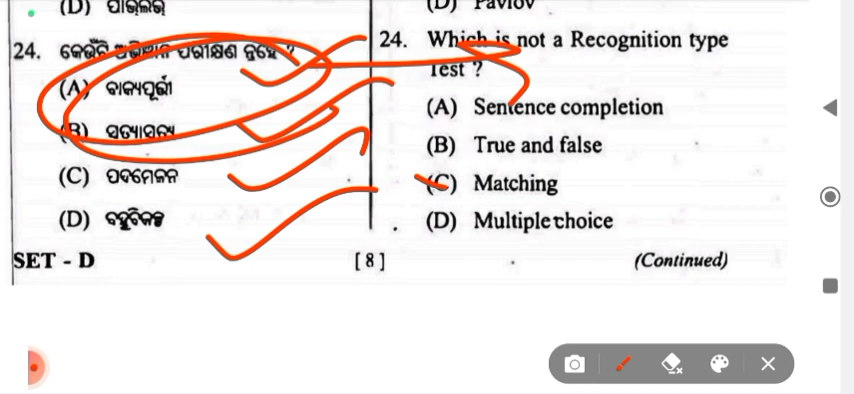 (D) ପାଭ୍‌ଲଭ୍
24. କେଉଁଟି ପରୀକ୍ଷଣ ନୁହେଁ ?
(A) ବାକ୍ୟପୂର୍ତ୍ତୀ
(B) ସତ୍ୟାସତ୍ୟ
(C) ପଦମେଳନ
(D) ବହୁବିକଳ୍ପ
SET - D
(D) Pavlov
24. Which is not a Recognition type
Test ?
(A) Sentence completion
(B) True and false
(C) Matching
(D) Multiple choice
[ 8 ]
(Continued)